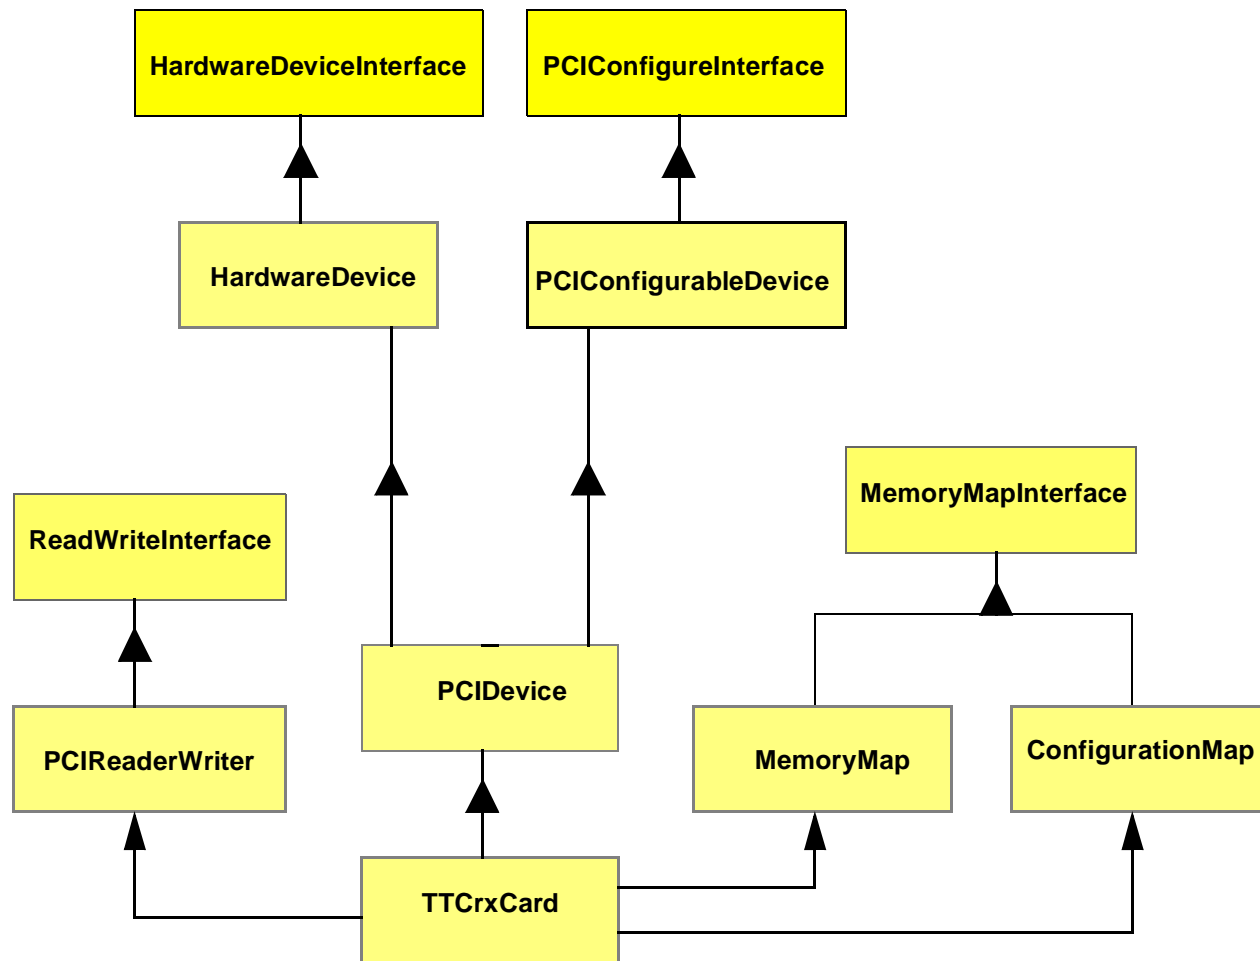 HardwareDeviceInterface
PCIConfigureInterface
HardwareDevice
PCIConfigurableDevice
MemoryMapInterface
ReadWriteInterface
PCIDevice
PCIReaderWriter
MemoryMap
ConfigurationMap
TTCrxCard